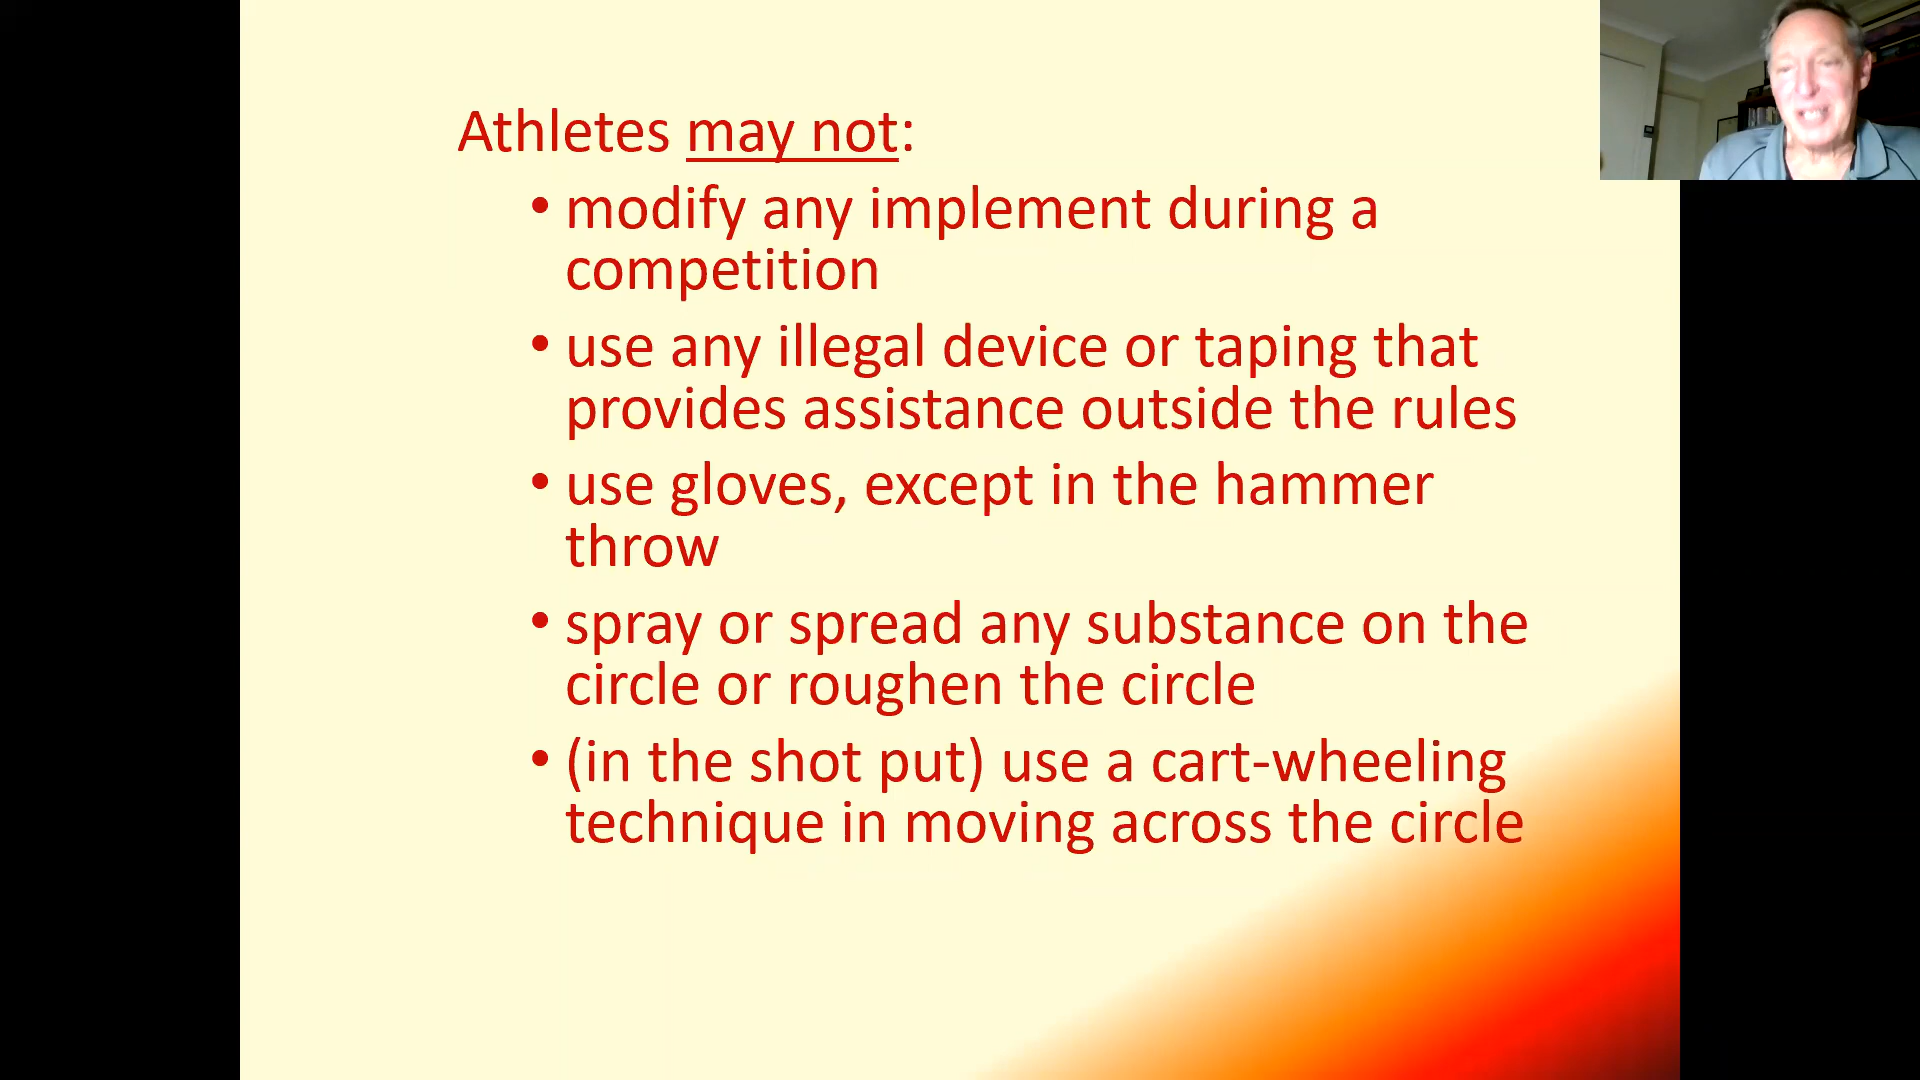 Athletes may not:
• modify any implement during a
competition
• use any illegal device or taping that
provides assistance outside the rules
• use gloves, except in the hammer
throw
• spray or spread any substance on the
circle or roughen the circle
• (in the shot put) use a cart-wheeling
technique in moving across the circle